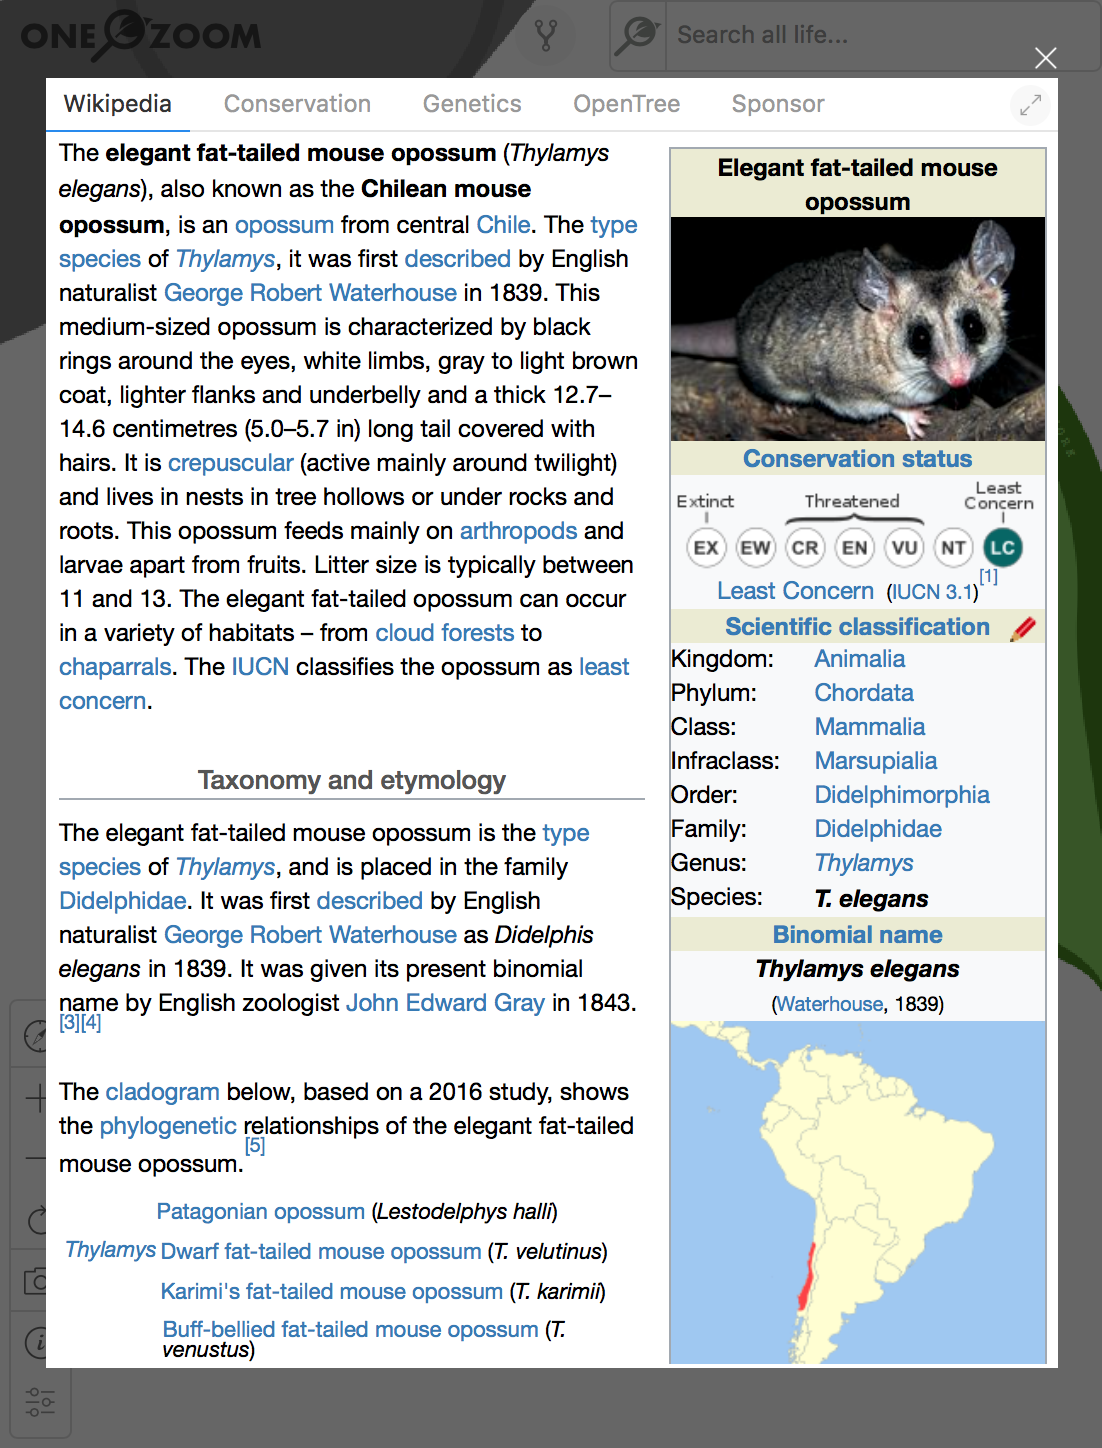 ONE ZOOM
Search all life...
Wikipedia
Conservation
Genetics
OpenTree
Sponsor
The elegant fat-tailed mouse opossum (Thylamys
elegans), also known as the Chilean mouse
opossum, is an opossum from central Chile. The type
species of Thylamys, it was first described by English
naturalist George Robert Waterhouse in 1839. This
medium-sized opossum is characterized by black
rings around the eyes, white limbs, gray to light brown
coat, lighter flanks and underbelly and a thick 12.7–
14.6 centimetres (5.0–5.7 in) long tail covered with
hairs. It is crepuscular (active mainly around twilight)
and lives in nests in tree hollows or under rocks and
roots. This opossum feeds mainly on arthropods and
larvae apart from fruits. Litter size is typically between
11 and 13. The elegant fat-tailed opossum can occur
in a variety of habitats – from cloud forests to
chaparrals. The IUCN classifies the opossum as least
concern.
Taxonomy and etymology
The elegant fat-tailed mouse opossum is the type
species of Thylamys, and is placed in the family
Didelphidae. It was first described by English
naturalist George Robert Waterhouse as Didelphis
elegans in 1839. It was given its present binomial
name by English zoologist John Edward Gray in 1843.
[3][4]
The cladogram below, based on a 2016 study, shows
the phylogenetic relationships of the elegant fat-tailed
mouse opossum.[5]
Patagonian opossum (Lestodelphys halli)
Thylamys Dwarf fat-tailed mouse opossum (T. velutinus)
Karimi's fat-tailed mouse opossum (T. karimii)
Buff-bellied fat-tailed mouse opossum (T.
venustus)
Elegant fat-tailed mouse
opossum
Conservation status
Extinct
Threatened
Least
Concern
EX EW CR EN VU NT LC
Least Concern (IUCN 3.1)[1]
Scientific classification
Kingdom: Animalia
Phylum: Chordata
Class: Mammalia
Infraclass: Marsupialia
Order: Didelphimorphia
Family: Didelphidae
Genus: Thylamys
Species: T. elegans
Binomial name
Thylamys elegans
(Waterhouse, 1839)